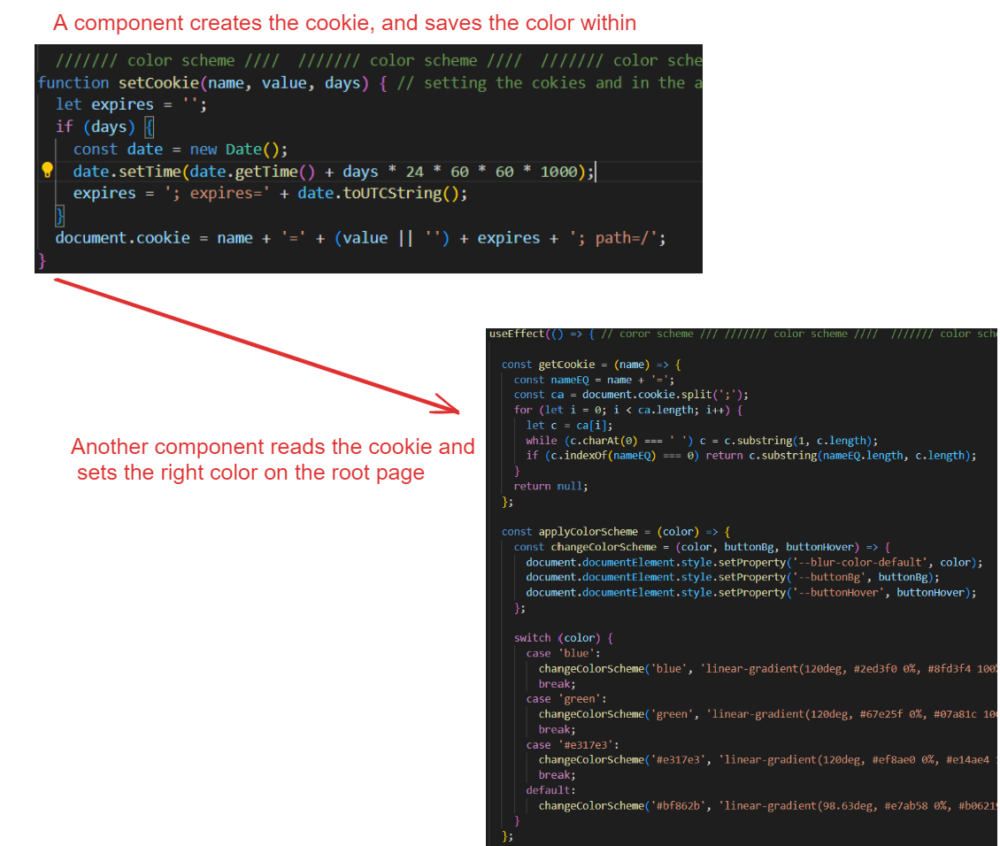 A component creates the cookie, and saves the color within
/////// color scheme ////  /////// color scheme ////  /////// color sche
function setCookie(name, value, days) { // setting the cokies and in the a
let expires = '';
if (days) {
const date = new Date();
date.setTime(date.getTime() + days * 24 * 60 * 60 * 1000);
expires = '; expires=' + date.toUTCString();
}
document.cookie = name + '=' + (value || '') + expires + '; path=/';
}
Another component reads the cookie and
sets the right color on the root page
useEffect(() => { // coror scheme /// /////// color scheme ////  /////// color sch
const getCookie = (name) => {
const nameEQ = name + '=';
const ca = document.cookie.split(';');
for (let i = 0; i < ca.length; i++) {
let c = ca[i];
while (c.charAt(0) === ' ') c = c.substring(1, c.length);
if (c.indexOf(nameEQ) === 0) return c.substring(nameEQ.length, c.length);
}
return null;
};
const applyColorScheme = (color) => {
const changeColorScheme = (color, buttonBg, buttonHover) => {
document.documentElement.style.setProperty('--blur-color-default', color);
document.documentElement.style.setProperty('--buttonBg', buttonBg);
document.documentElement.style.setProperty('--buttonHover', buttonHover);
};
switch (color) {
case 'blue':
changeColorScheme('blue', 'linear-gradient(120deg, #2ed3f0 0%, #8fd3f4 100%
break;
case 'green':
changeColorScheme('green', 'linear-gradient(120deg, #67e25f 0%, #07a81c 10
break;
case '#e317e3':
changeColorScheme('#e317e3', 'linear-gradient(120deg, #ef8ae0 0%, #e14ae4
break;
default:
changeColorScheme('#bf862b', 'linear-gradient(98.63deg, #e7ab58 0%, #b0621
}
};